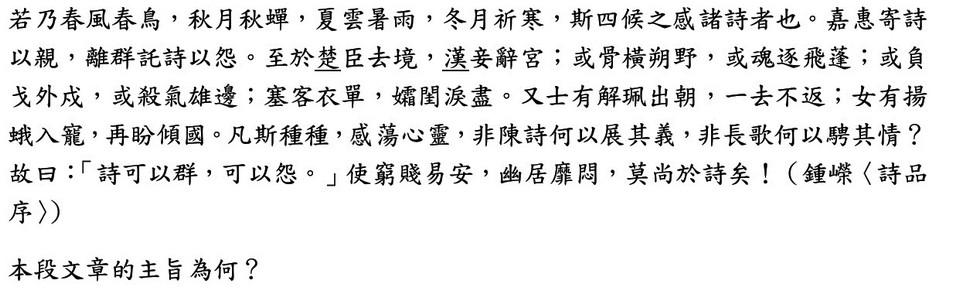 若乃春風春鳥，秋月秋蟬，夏雲暑雨，冬月祈寒，斯四候之感諸詩者也。嘉惠寄詩
以親，離群託詩以怨。至於楚臣去境，漢妾辭宮；或骨橫朔野，或魂逐飛蓬；或負
戈外戍，或殺氣雄邊；塞客衣單，孀閨淚盡。又士有解珮出朝，一去不返；女有揚
蛾入寵，再盼傾國。凡斯種種，感蕩心靈，非陳詩何以展其義，非長歌何以騁其情？
故曰：「詩可以群，可以怨。」使窮賤易安，幽居靡悶，莫尚於詩矣！（鍾嶸〈詩品
序〉）
本段文章的主旨為何？